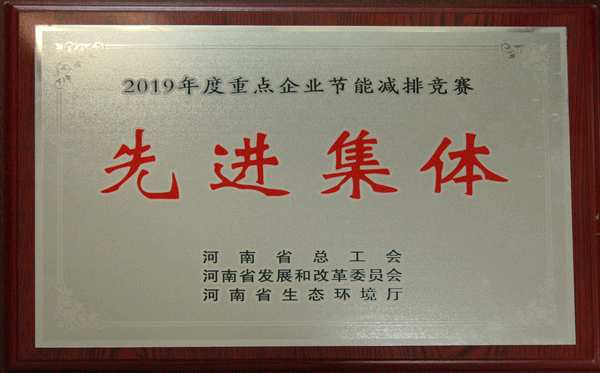 2019年度重点企业节能减排竞赛
先进集体
河南省总工会
河南省发展和改革委员会
河南省生态环境厅